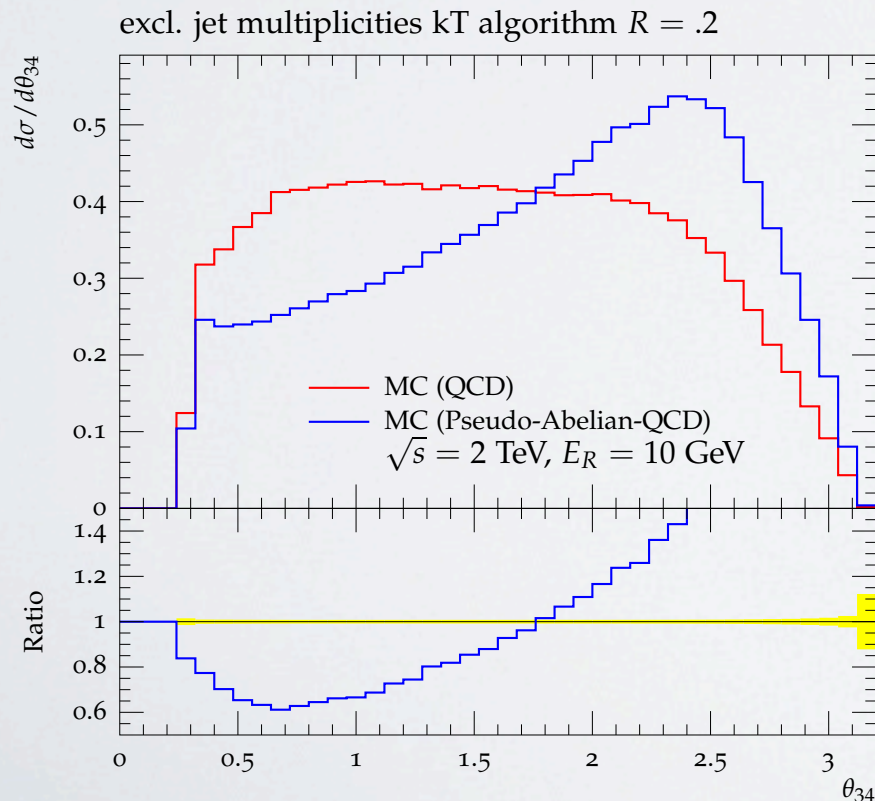 excl. jet multiplicities kT algorithm R = .2
dσ/dθ₃₄
0.5
0.4
0.3
0.2
0.1
0
MC (QCD)
MC (Pseudo-Abelian-QCD)
√s = 2 TeV, E_R = 10 GeV
Ratio
1.4
1.2
1
0.8
0.6
0 0.5 1 1.5 2 2.5 3
θ₃₄